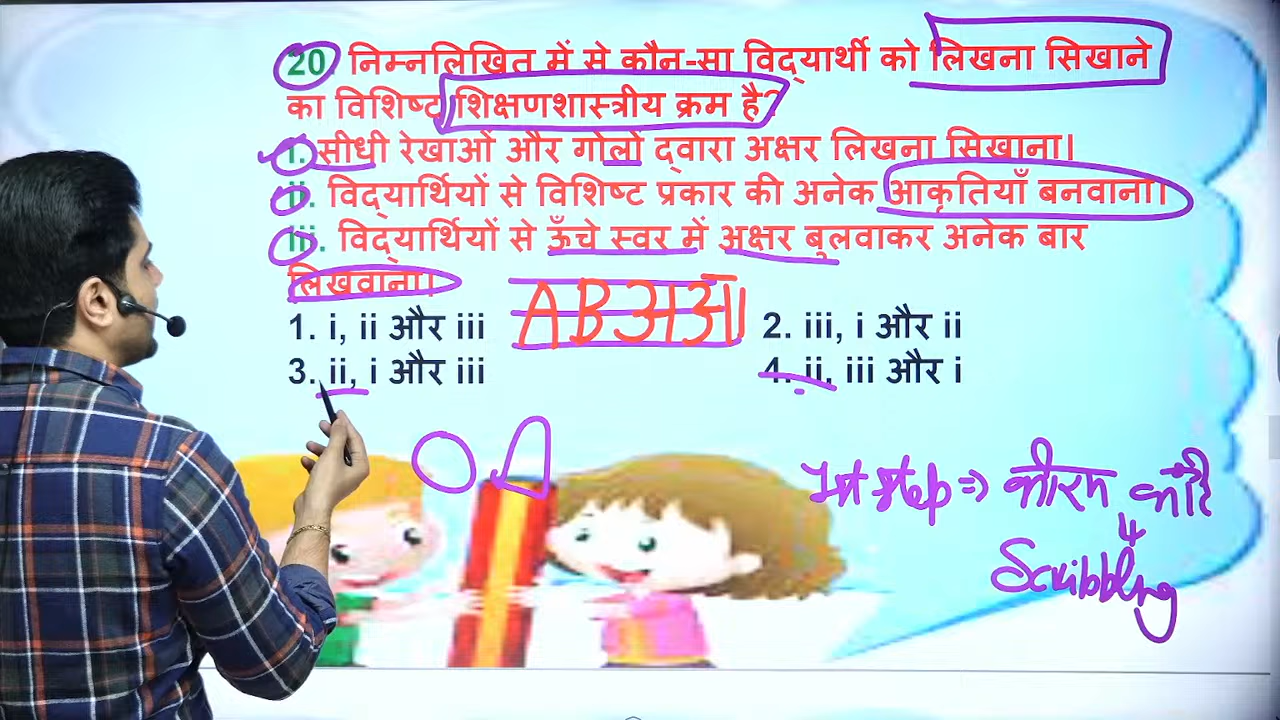 20. निम्नलिखित में से कौन-सा विद्यार्थी को लिखना सिखाने
का विशिष्ट शिक्षणशास्त्रीय क्रम है?
i. सीधी रेखाओं और गोलों द्वारा अक्षर लिखना सिखाना।
ii. विद्यार्थियों से विशिष्ट प्रकार की अनेक आकृतियाँ बनवाना।
iii. विद्यार्थियों से ऊँचे स्वर में अक्षर बुलवाकर अनेक बार
लिखवाना।
A B अ आ
1. i, ii और iii
2. iii, i और ii
3. ii, i और iii
4. ii, iii और i
1st step ⇒
Scribbling